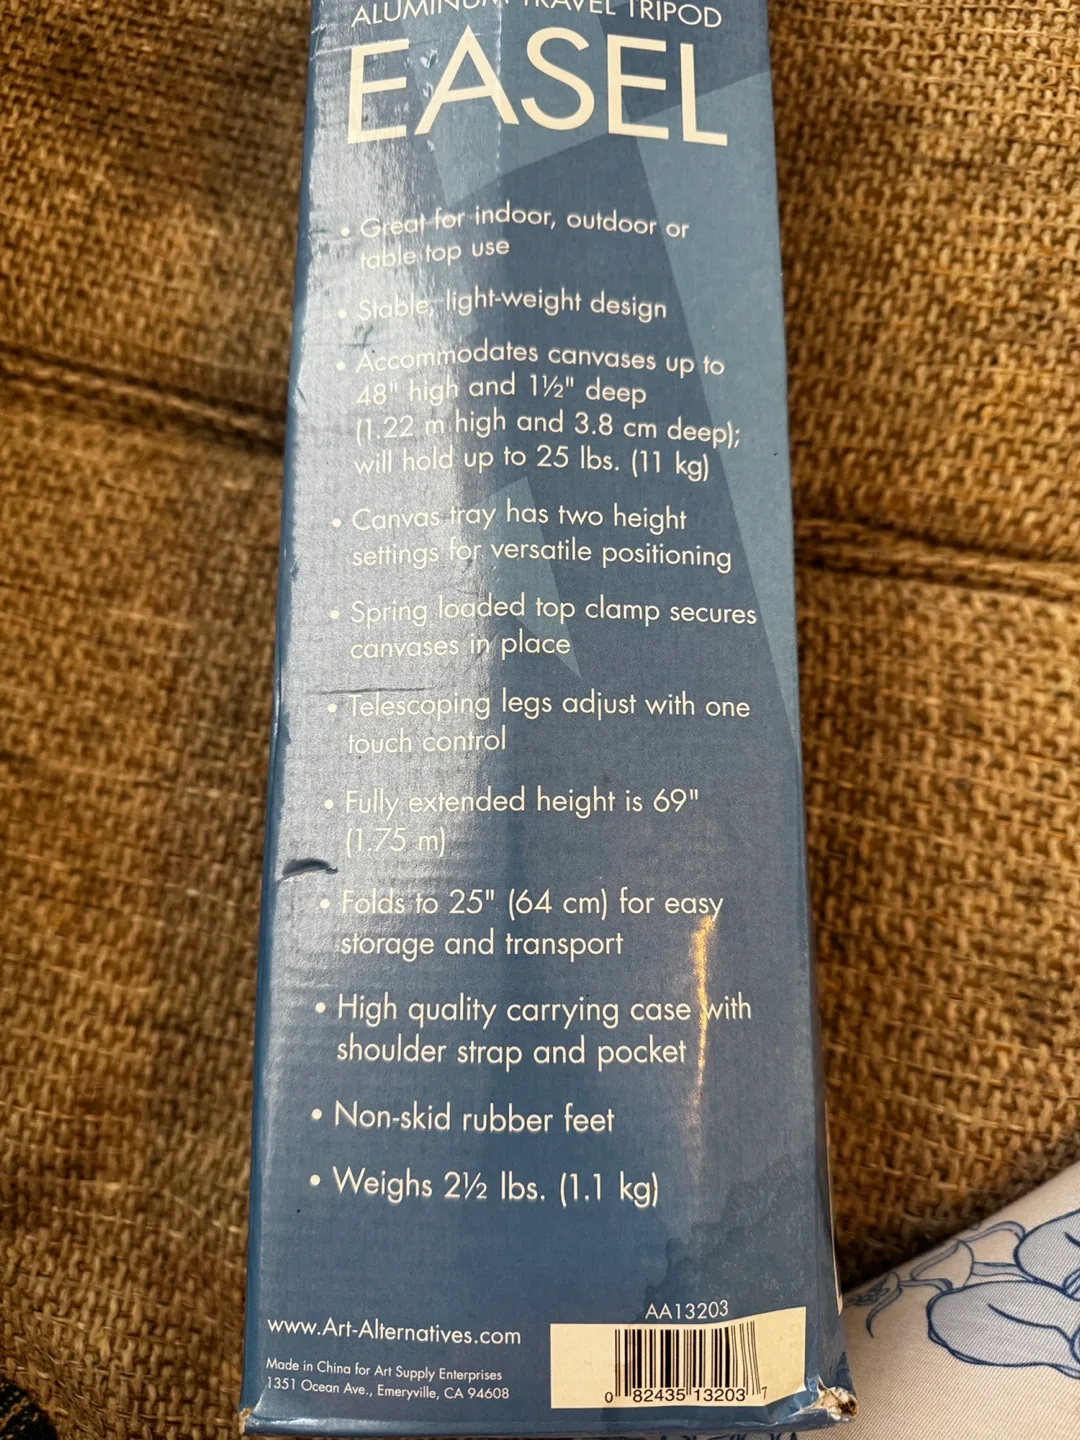 ALUMINUM TRAVEL TRIPOD
EASEL
• Great for indoor, outdoor or
table top use
• Stable, light-weight design
• Accommodates canvases up to
48" high and 1½" deep
(1.22 m high and 3.8 cm deep);
will hold up to 25 lbs. (11 kg)
• Canvas tray has two height
settings for versatile positioning
• Spring loaded top clamp secures
canvases in place
• Telescoping legs adjust with one
touch control
• Fully extended height is 69"
(1.75 m)
• Folds to 25" (64 cm) for easy
storage and transport
• High quality carrying case with
shoulder strap and pocket
• Non-skid rubber feet
• Weighs 2½ lbs. (1.1 kg)
AA13203
www.Art-Alternatives.com
Made in China for Art Supply Enterprises
1351 Ocean Ave., Emeryville, CA 94608
0 82435 13203 7